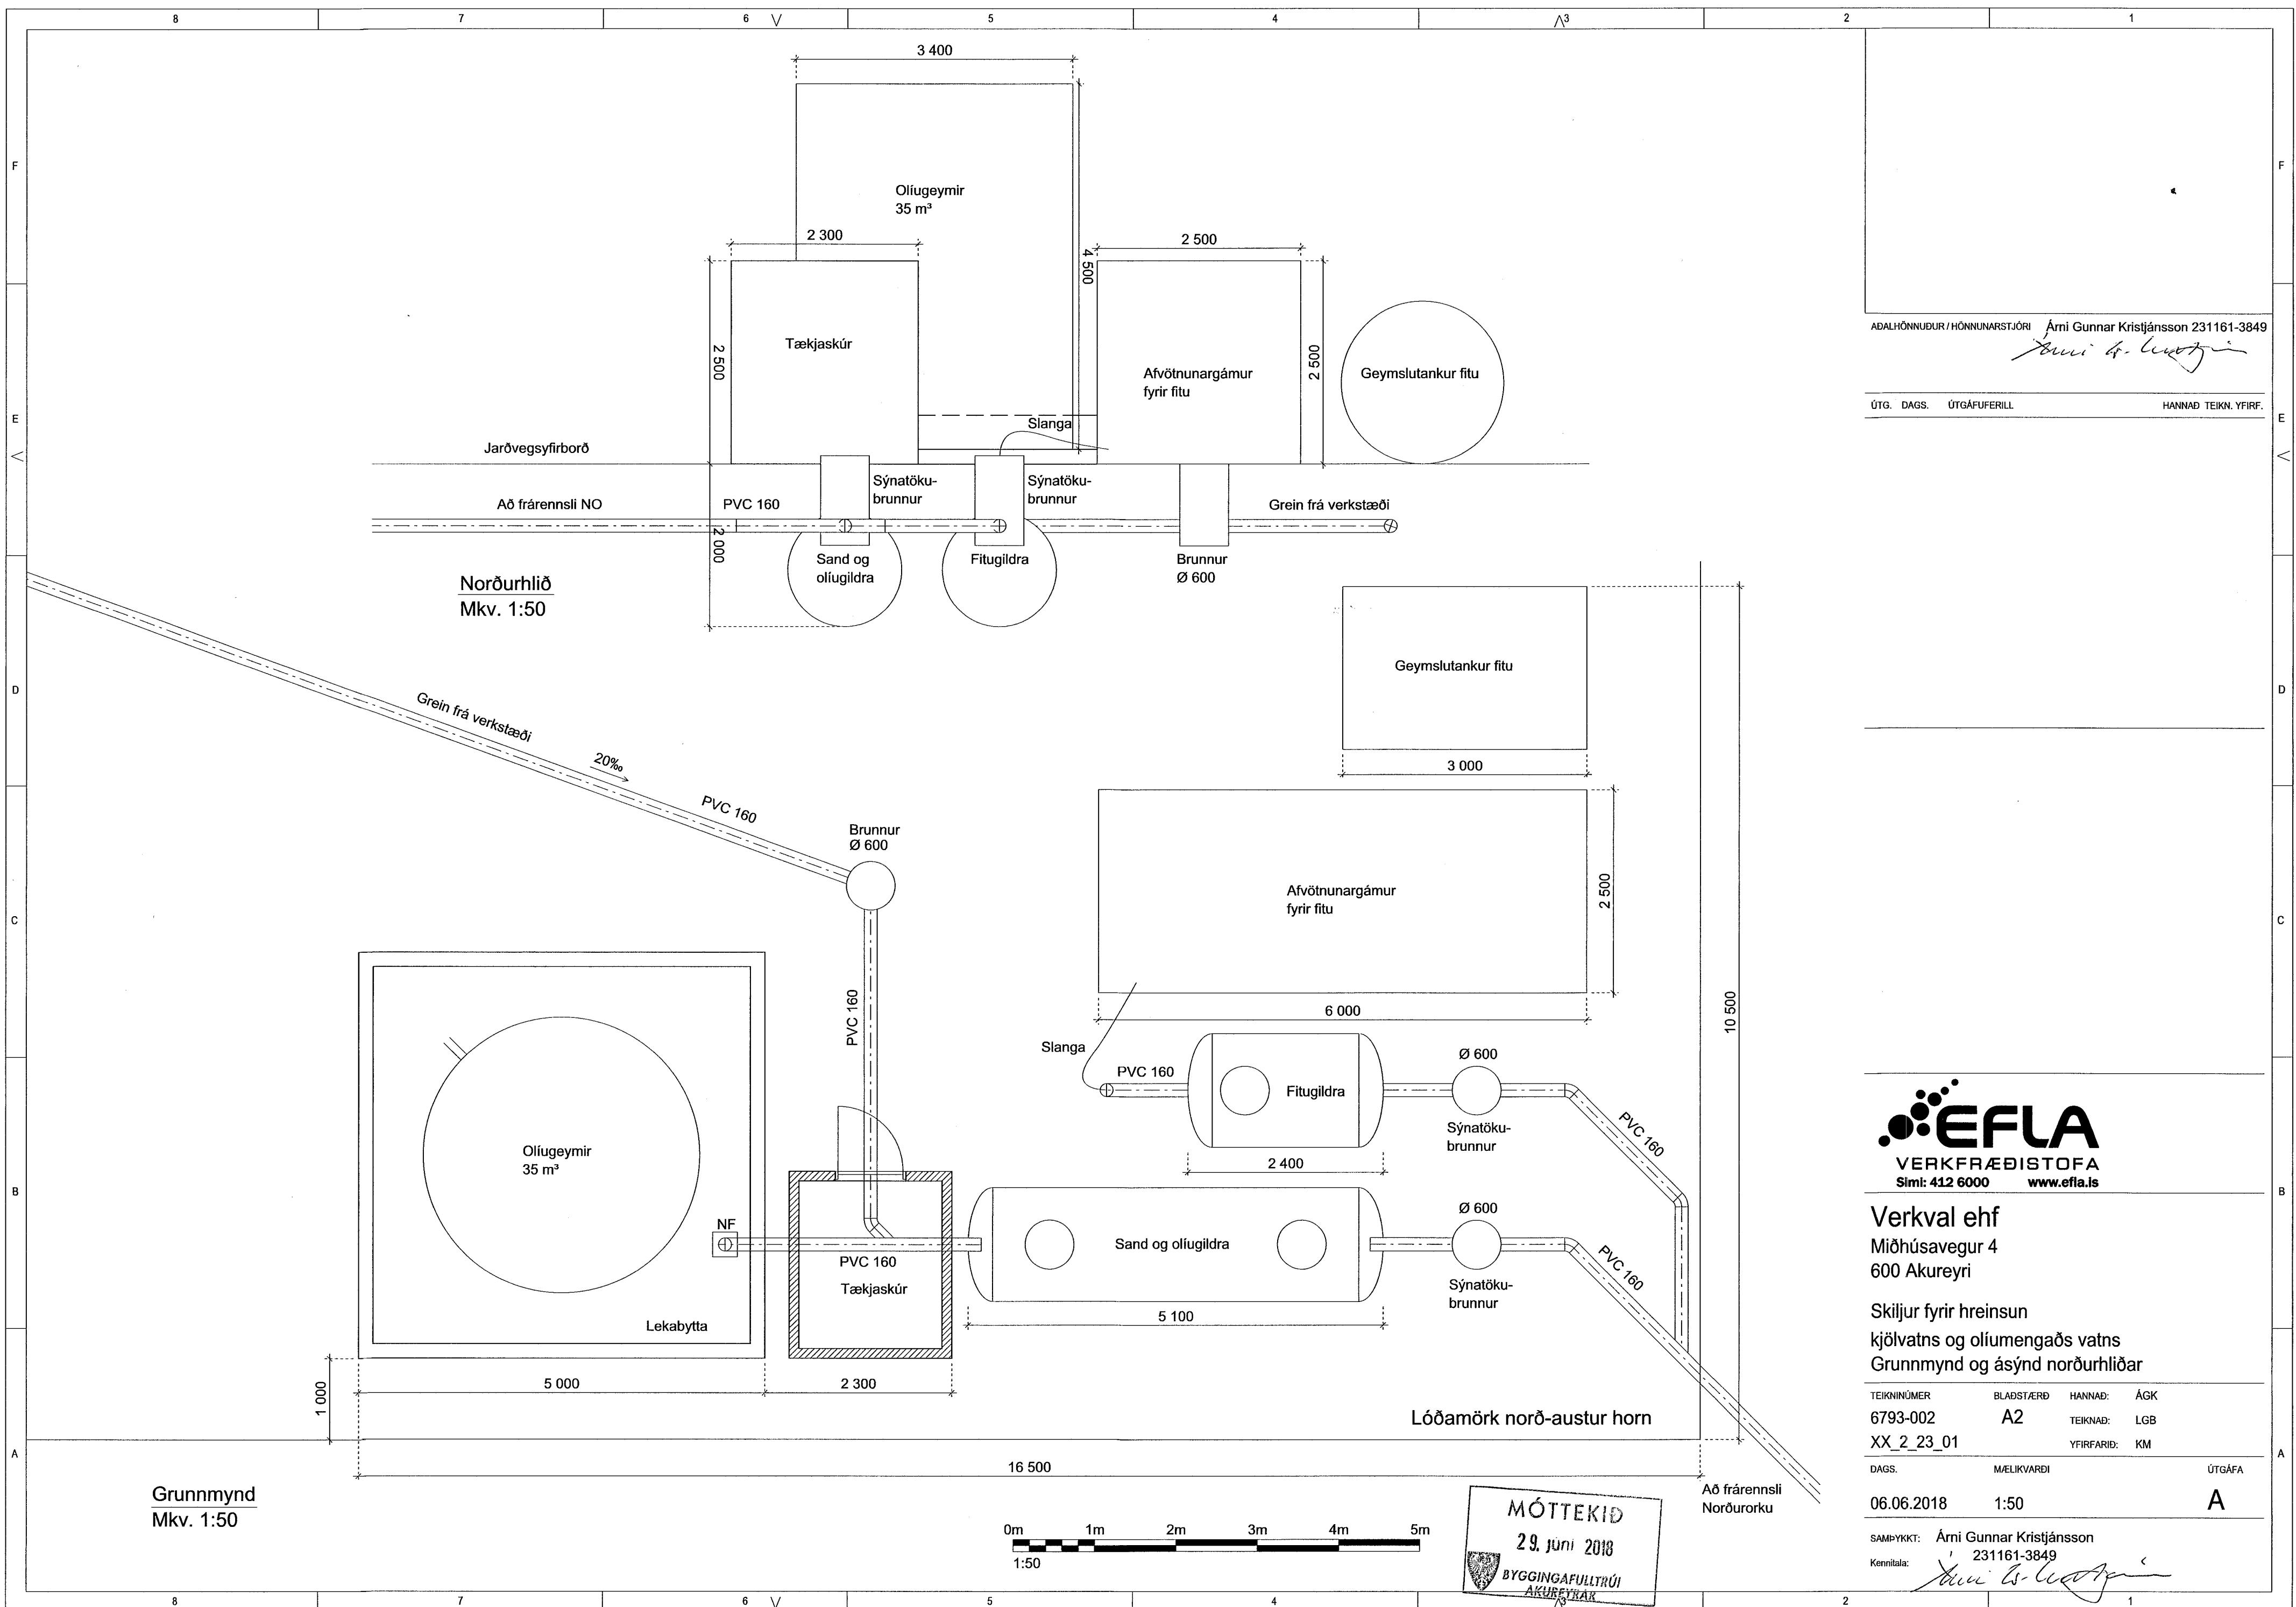 8 7 6 5 4 3 2 1
F
E
D
C
B
A
3 400
Olíugeymir
35 m³
2 300
2 500
4 500
Tækjaskúr
2 500
Afvötnunargámur
fyrir fitu
2 500
Geymslutankur fitu
Slanga
Jarðvegsyfirborð
Sýnatöku-
brunnur
Sýnatöku-
brunnur
Að frárennsli NO
PVC 160
Grein frá verkstæði
2 000
Sand og
olíugildra
Fitugildra
Brunnur
Ø 600
Norðurhlið
Mkv. 1:50
Geymslutankur fitu
3 000
Grein frá verkstæði
20‰
PVC 160
Brunnur
Ø 600
Afvötnunargámur
fyrir fitu
2 500
6 000
10 500
PVC 160
Slanga
PVC 160
Fitugildra
Ø 600
Sýnatöku-
brunnur
PVC 160
2 400
Olíugeymir
35 m³
NF
PVC 160
Tækjaskúr
Sand og olíugildra
Ø 600
Sýnatöku-
brunnur
PVC 160
Lekabytta
5 100
1 000
5 000
2 300
Lóðamörk norð-austur horn
16 500
Að frárennsli
Norðurorku
Grunnmynd
Mkv. 1:50
0m 1m 2m 3m 4m 5m
1:50
MÓTTEKIÐ
29. júní 2018
BYGGINGAFULLTRÚI
AKUREYRAR
AÐALHÖNNUÐUR / HÖNNUNARSTJÓRI Árni Gunnar Kristjánsson 231161-3849
ÚTG. DAGS. ÚTGÁFUFERILL HANNAÐ TEIKN. YFIRF.
EFLA
VERKFRÆÐISTOFA
Sími: 412 6000 www.efla.is
Verkval ehf
Miðhúsavegur 4
600 Akureyri
Skiljur fyrir hreinsun
kjölvatns og olíumengaðs vatns
Grunnmynd og ásýnd norðurhliðar
TEIKNINÚMER BLAÐSTÆRÐ HANNAÐ: ÁGK
6793-002 A2 TEIKNAÐ: LGB
XX_2_23_01 YFIRFARIÐ: KM
DAGS. MÆLIKVARÐI ÚTGÁFA
06.06.2018 1:50 A
SAMÞYKKT: Árni Gunnar Kristjánsson
Kennitala: 231161-3849
F
E
D
C
B
A
8 7 6 5 4 3 2 1